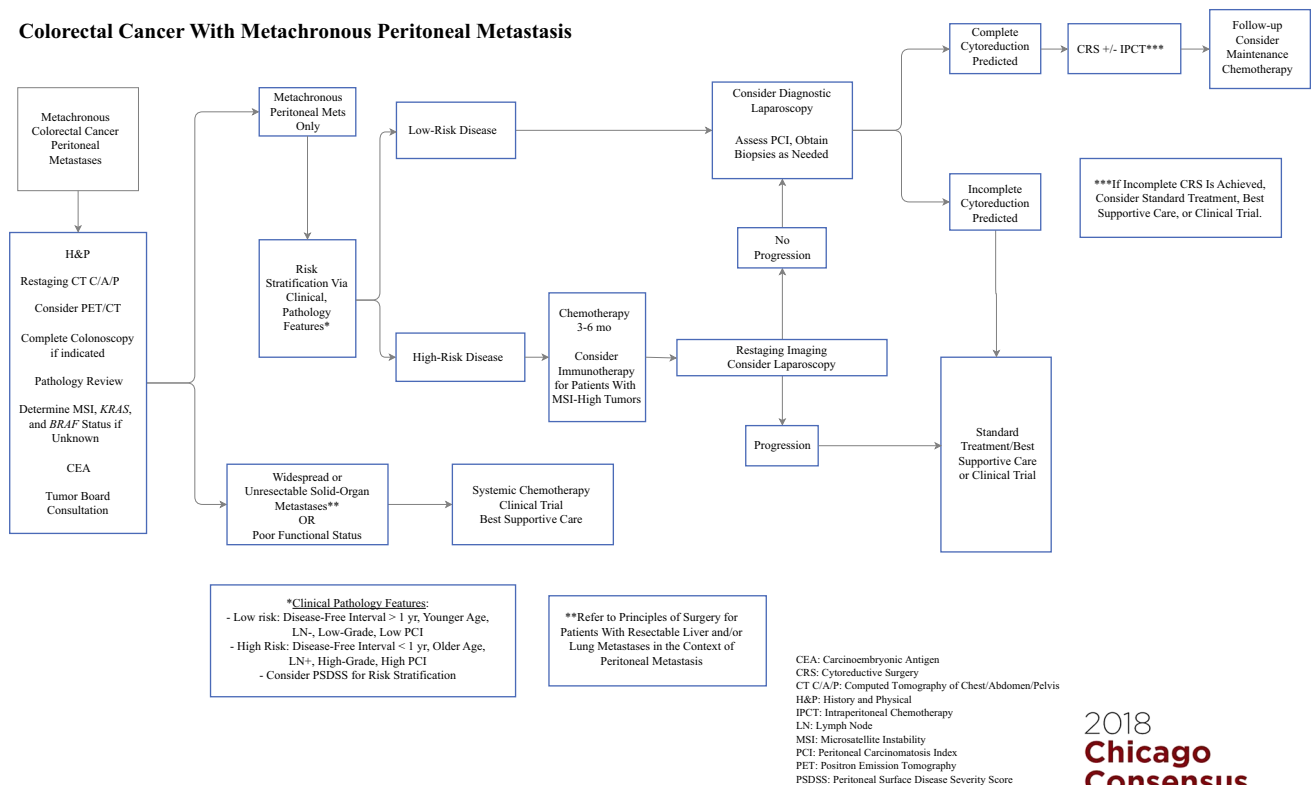 Colorectal Cancer With Metachronous Peritoneal Metastasis
Metachronous
Colorectal Cancer
Peritoneal
Metastases
H&P
Restaging CT C/A/P
Consider PET/CT
Complete Colonoscopy
if indicated
Pathology Review
Determine MSI, KRAS,
and BRAF Status if
Unknown
CEA
Tumor Board
Consultation
Metachronous
Peritoneal Mets
Only
Risk
Stratification Via
Clinical,
Pathology
Features*
Low-Risk Disease
High-Risk Disease
Chemotherapy
3-6 mo
Consider
Immunotherapy
for Patients With
MSI-High Tumors
Restaging Imaging
Consider Laparoscopy
No
Progression
Progression
Consider Diagnostic
Laparoscopy
Assess PCI, Obtain
Biopsies as Needed
Complete
Cytoreduction
Predicted
CRS +/- IPCT***
Follow-up
Consider
Maintenance
Chemotherapy
Incomplete
Cytoreduction
Predicted
***If Incomplete CRS Is Achieved,
Consider Standard Treatment, Best
Supportive Care, or Clinical Trial.
Standard
Treatment/Best
Supportive Care
or Clinical Trial
Widespread or
Unresectable Solid-Organ
Metastases**
OR
Poor Functional Status
Systemic Chemotherapy
Clinical Trial
Best Supportive Care
*Clinical Pathology Features:
- Low risk: Disease-Free Interval > 1 yr, Younger Age,
LN-, Low-Grade, Low PCI
- High Risk: Disease-Free Interval < 1 yr, Older Age,
LN+, High-Grade, High PCI
- Consider PSDSS for Risk Stratification
**Refer to Principles of Surgery for
Patients With Resectable Liver and/or
Lung Metastases in the Context of
Peritoneal Metastasis
CEA: Carcinoembryonic Antigen
CRS: Cytoreductive Surgery
CT C/A/P: Computed Tomography of Chest/Abdomen/Pelvis
H&P: History and Physical
IPCT: Intraperitoneal Chemotherapy
LN: Lymph Node
MSI: Microsatellite Instability
PCI: Peritoneal Carcinomatosis Index
PET: Positron Emission Tomography
PSDSS: Peritoneal Surface Disease Severity Score
2018
Chicago
Consensus